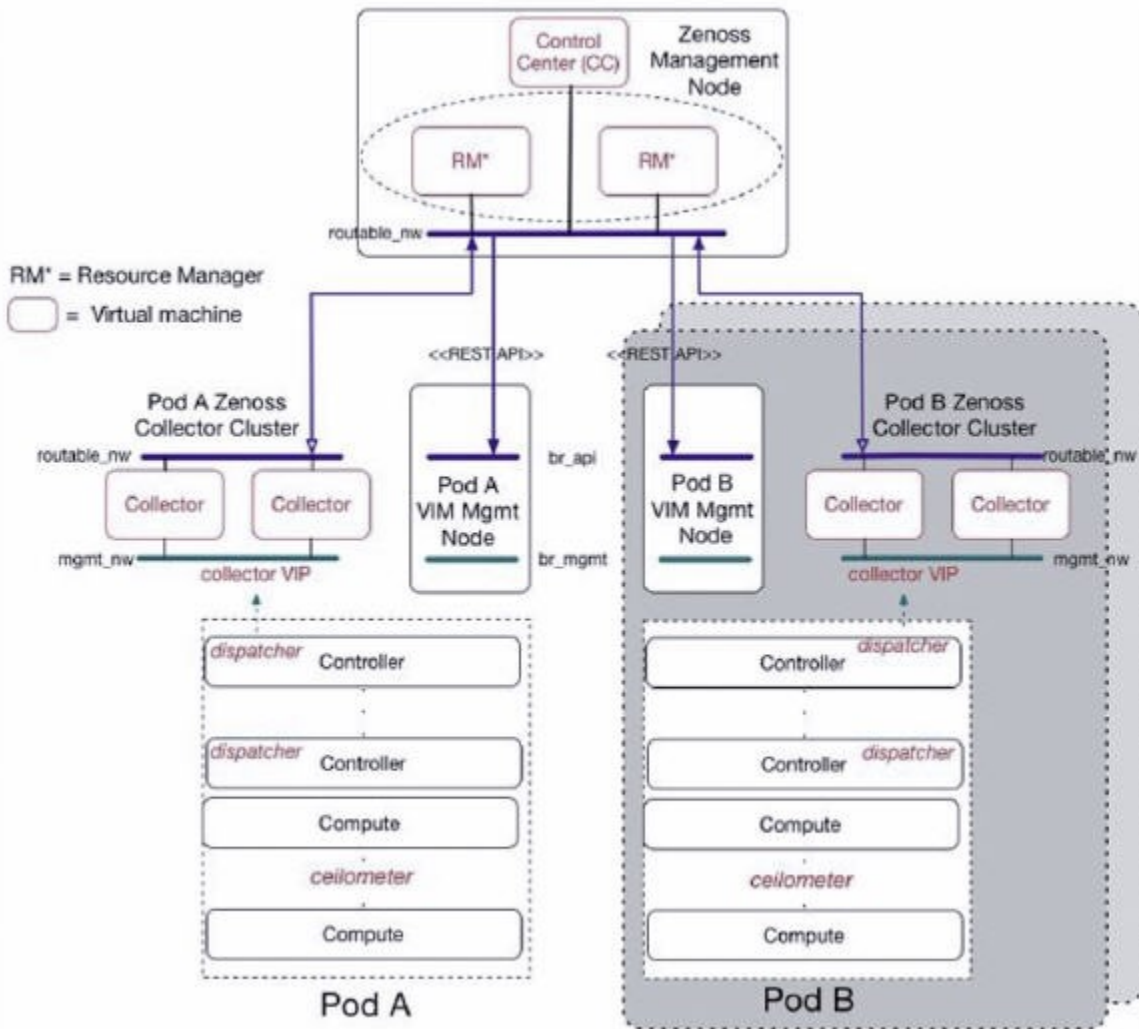 Control
Center (CC)
Zenoss
Management
Node
RM*
RM*
routable_nw
RM* = Resource Manager
= Virtual machine
<<REST API>>
<<REST API>>
Pod A Zenoss
Collector Cluster
routable_nw
Collector
Collector
mgmt_nw
collector VIP
br_api
Pod A
VIM Mgmt
Node
br_mgmt
Pod B
VIM Mgmt
Node
Pod B Zenoss
Collector Cluster
routable_nw
Collector
Collector
mgmt_nw
collector VIP
dispatcher
Controller
dispatcher
Controller
Compute
ceilometer
Compute
Pod A
dispatcher
Controller
Controller
dispatcher
Compute
ceilometer
Compute
Pod B